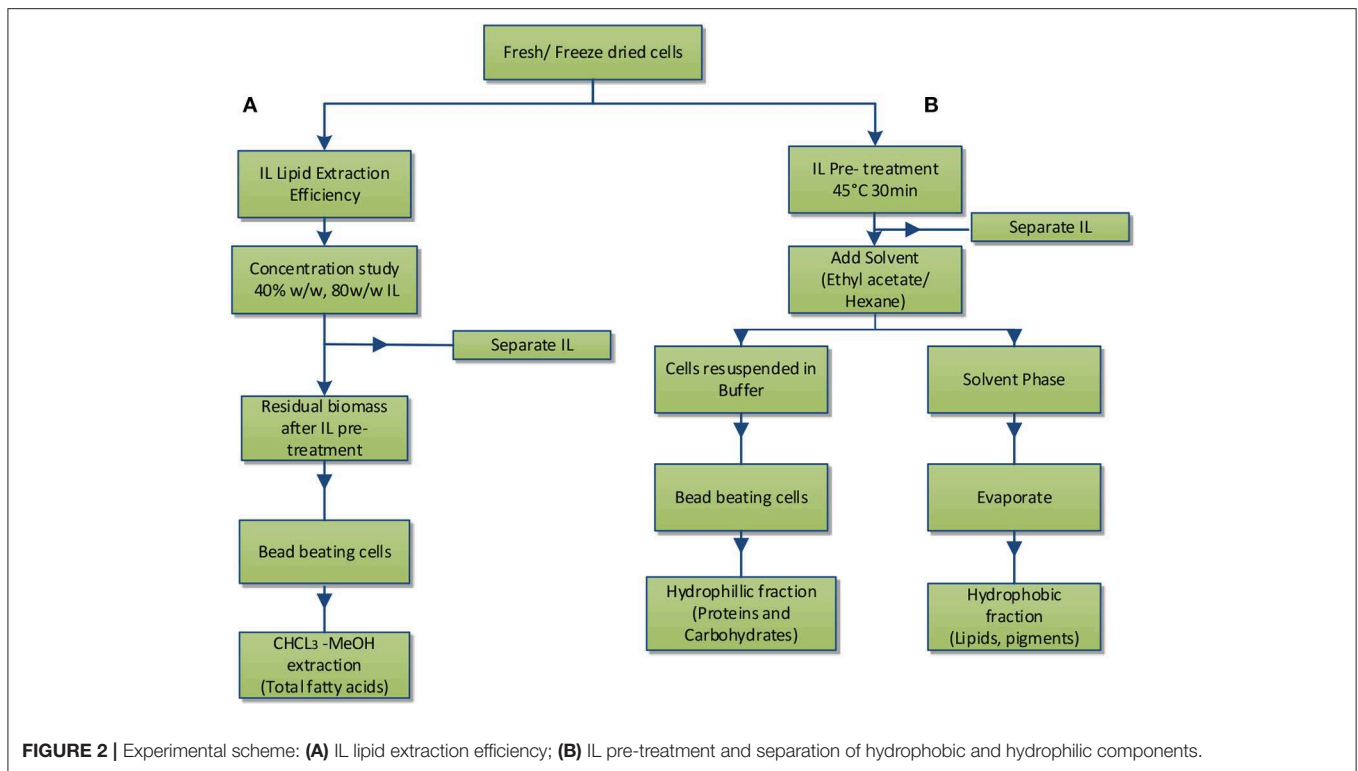 Fresh/ Freeze dried cells
A
B
IL Lipid Extraction
Efficiency
Concentration study
40% w/w, 80w/w IL
Separate IL
Residual biomass
after IL pre-
treatment
Bead beating cells
CHCL₃ -MeOH
extraction
(Total fatty acids)
IL Pre- treatment
45°C 30min
Separate IL
Add Solvent
(Ethyl acetate/
Hexane)
Cells resuspended in
Buffer
Bead beating cells
Hydrophillic fraction
(Proteins and
Carbohydrates)
Solvent Phase
Evaporate
Hydrophobic
fraction
(Lipids, pigments)
FIGURE 2 | Experimental scheme: (A) IL lipid extraction efficiency; (B) IL pre-treatment and separation of hydrophobic and hydrophilic components.